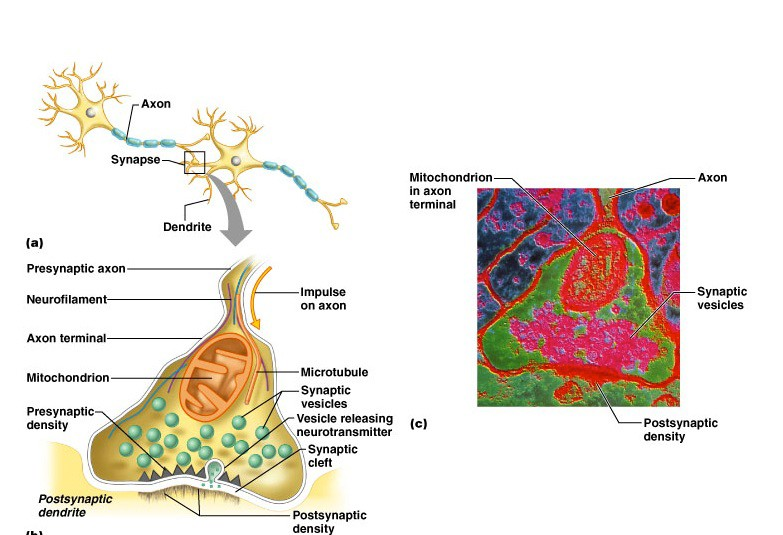 Axon
Synapse
Dendrite
(a)
Presynaptic axon
Neurofilament
Impulse
on axon
Axon terminal
Mitochondrion
Microtubule
Synaptic
vesicles
Presynaptic
density
Vesicle releasing
neurotransmitter
Synaptic
cleft
Postsynaptic
dendrite
Postsynaptic
density
(b)
Mitochondrion
in axon
terminal
Axon
Synaptic
vesicles
(c)
Postsynaptic
density